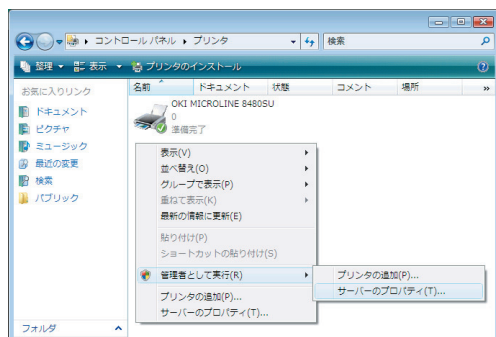 コントロール パネル ▸ プリンタ 検索
整理 表示 プリンタのインストール
お気に入りリンク
ドキュメント
ピクチャ
ミュージック
最近の変更
検索
パブリック
フォルダ
名前 ドキュメント 状態 コメント 場所 »
OKI MICROLINE 8480SU
0
準備完了
表示(V)
並べ替え(O)
グループで表示(P)
重ねて表示(K)
最新の情報に更新(E)
貼り付け(P)
ショートカットの貼り付け(S)
管理者として実行(R)
プリンタの追加(P)...
サーバーのプロパティ(T)...
プリンタの追加(P)...
サーバーのプロパティ(T)...